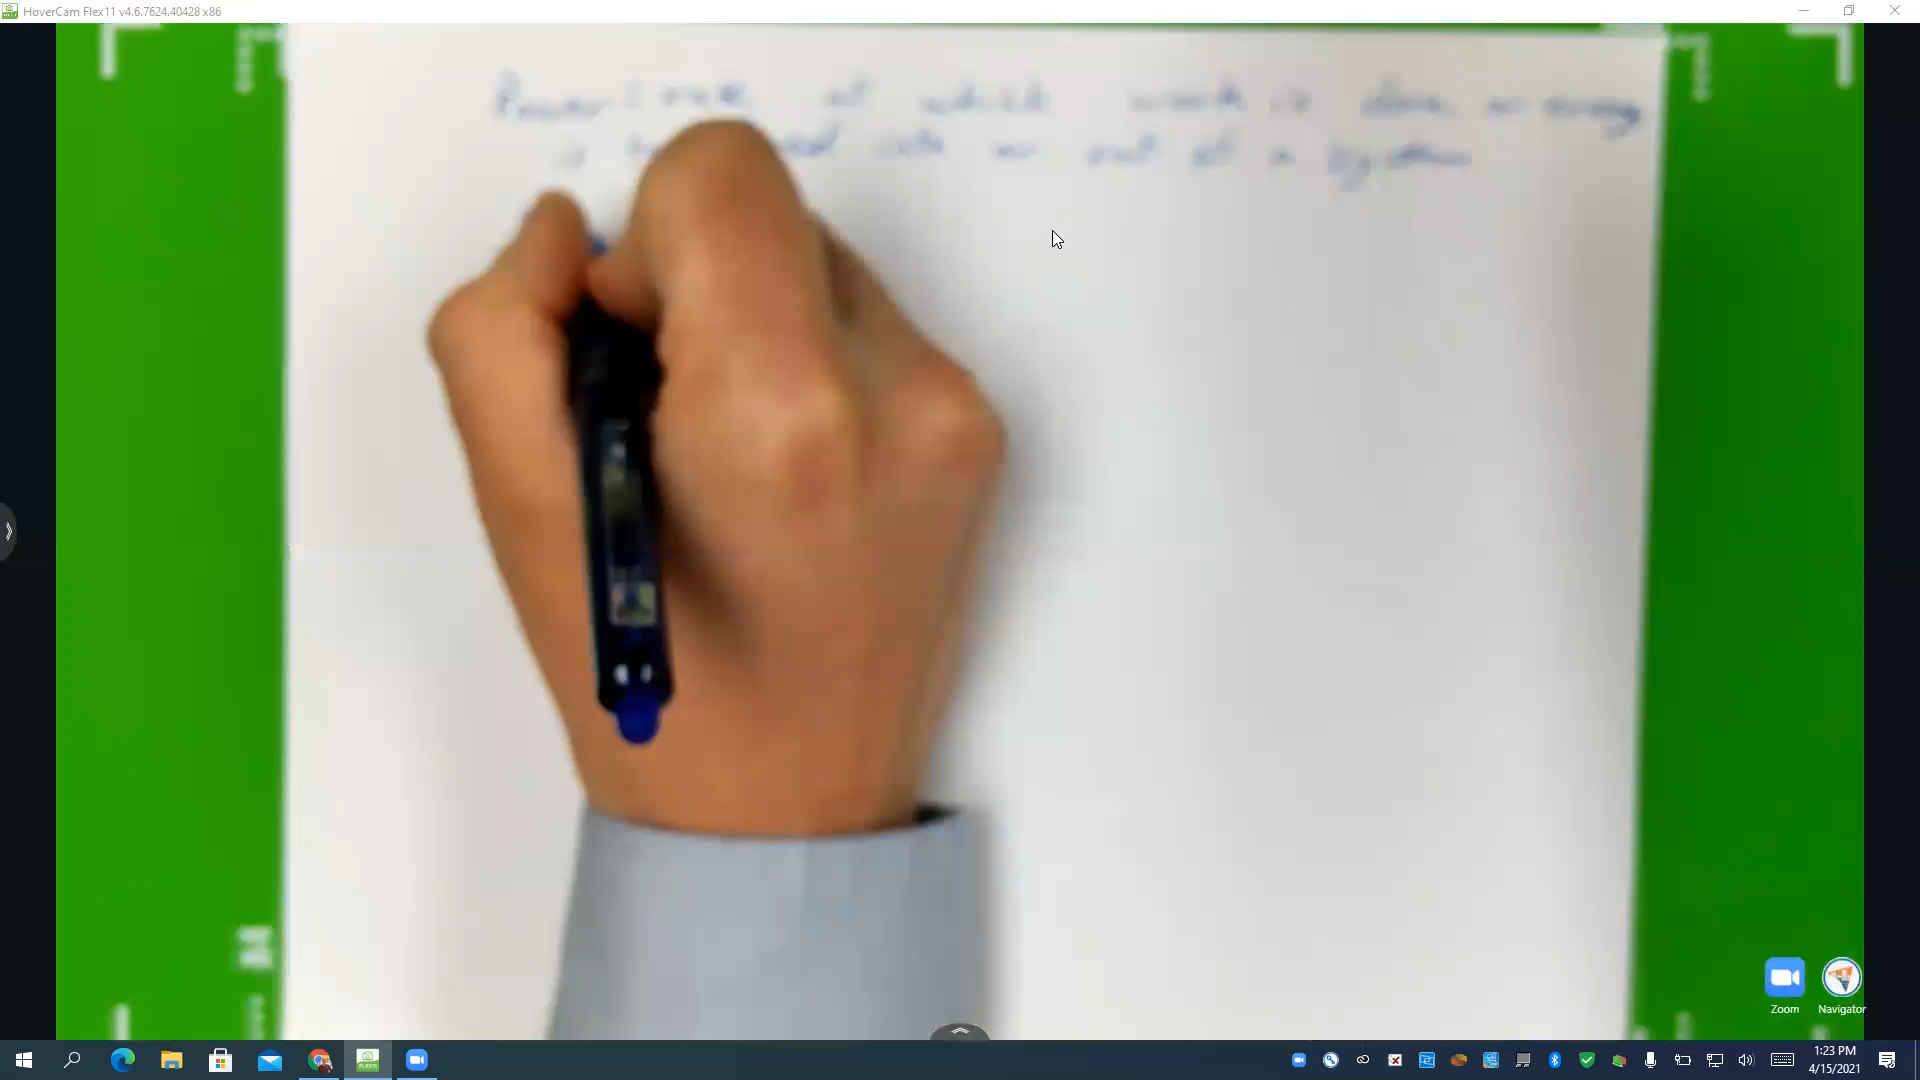 HoverCam Flex11 v4.6.7624.40428 x86
Power : rate at which work is done or energy
is into or out of a system
Zoom
Navigator
1:23 PM
4/15/2021